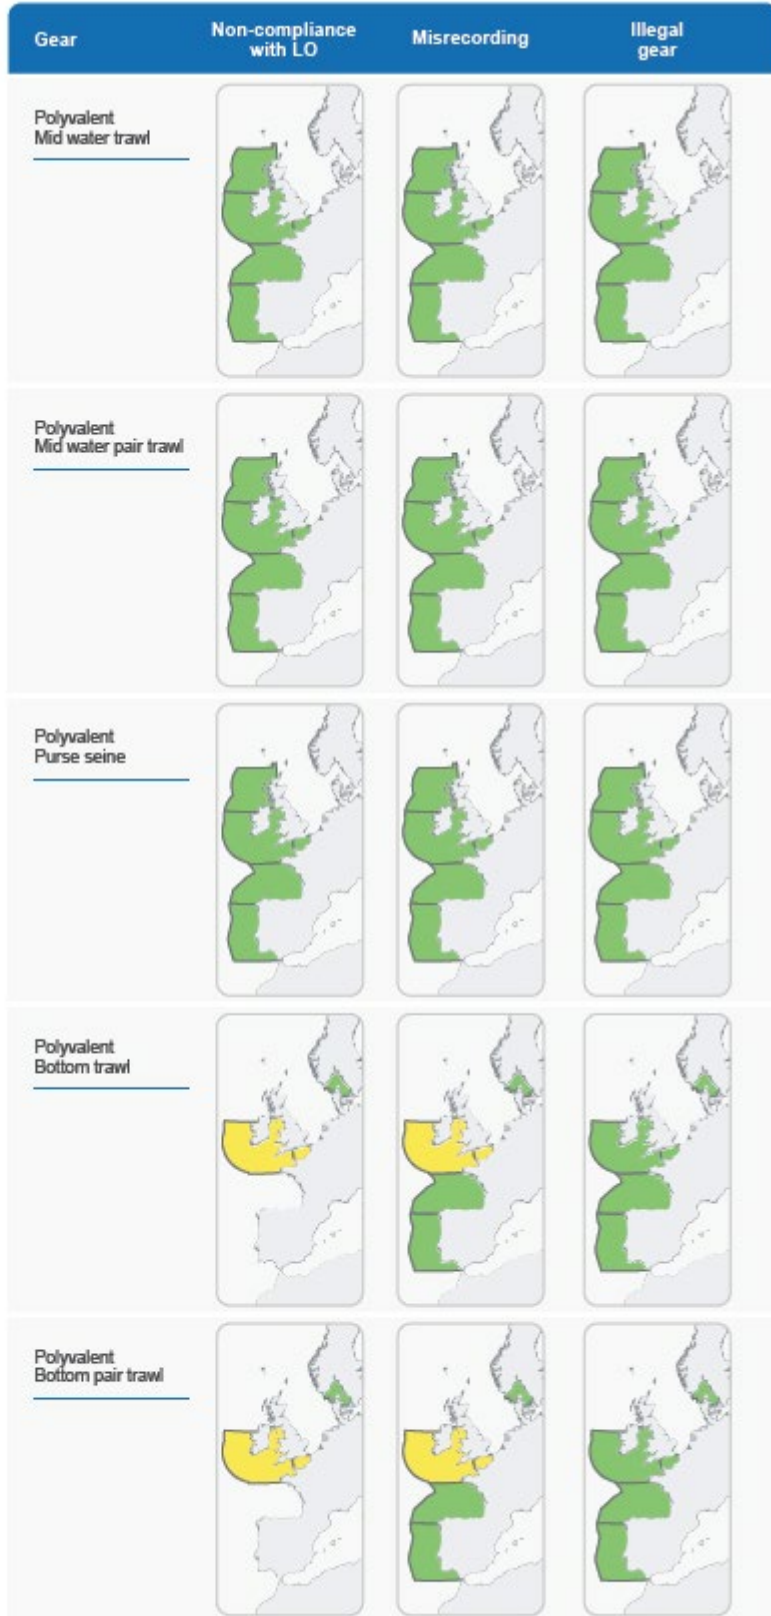 Gear
Non-compliance
with LO
Misrecording
Illegal
gear
Polyvalent
Mid water trawl
Polyvalent
Mid water pair trawl
Polyvalent
Purse seine
Polyvalent
Bottom trawl
Polyvalent
Bottom pair trawl